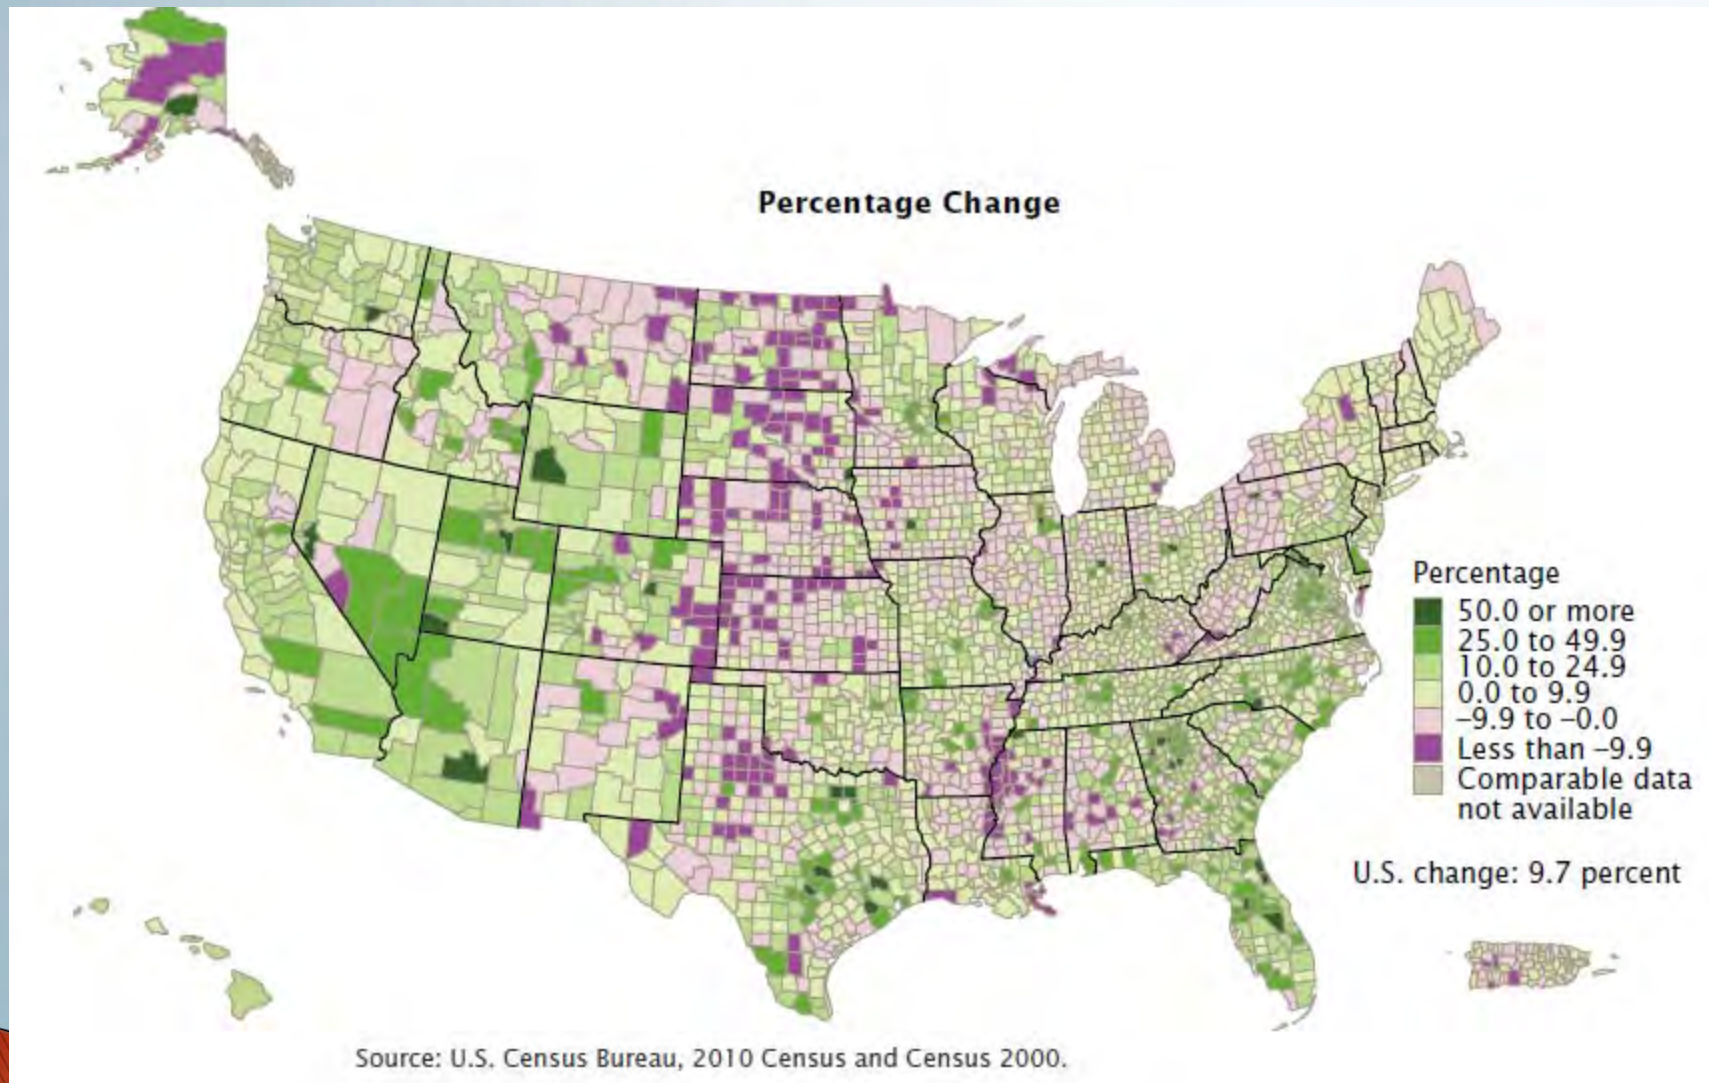 Percentage Change
Percentage
50.0 or more
25.0 to 49.9
10.0 to 24.9
0.0 to 9.9
−9.9 to −0.0
Less than −9.9
Comparable data
not available
U.S. change: 9.7 percent
Source: U.S. Census Bureau, 2010 Census and Census 2000.